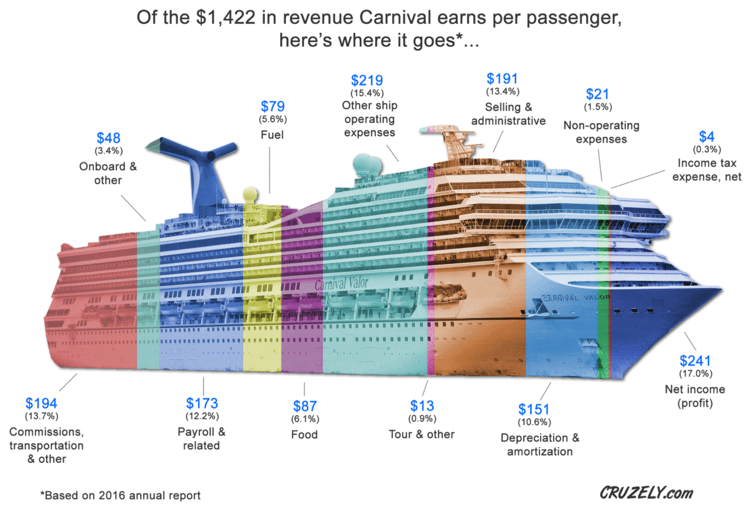 Of the $1,422 in revenue Carnival earns per passenger,
here's where it goes*...
$48
(3.4%)
Onboard &
other
$79
(5.6%)
Fuel
$219
(15.4%)
Other ship
operating
expenses
$191
(13.4%)
Selling &
administrative
$21
(1.5%)
Non-operating
expenses
$4
(0.3%)
Income tax
expense, net
Carnival Valor
CARNIVAL VALOR
$194
(13.7%)
Commissions,
transportation
& other
$173
(12.2%)
Payroll &
related
$87
(6.1%)
Food
$13
(0.9%)
Tour & other
$151
(10.6%)
Depreciation &
amortization
$241
(17.0%)
Net income
(profit)
*Based on 2016 annual report
CRUZELY.com